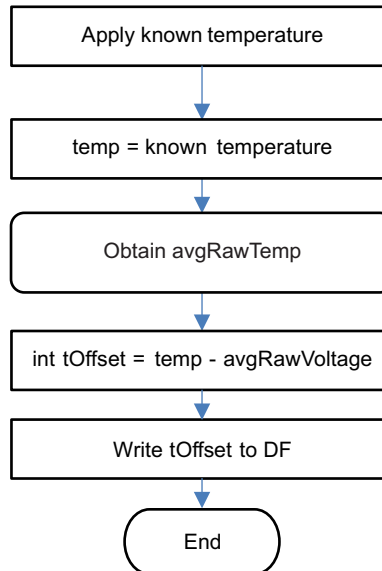 Apply known temperature
temp = known temperature
Obtain avgRawTemp
int tOffset = temp - avgRawVoltage
Write tOffset to DF
End